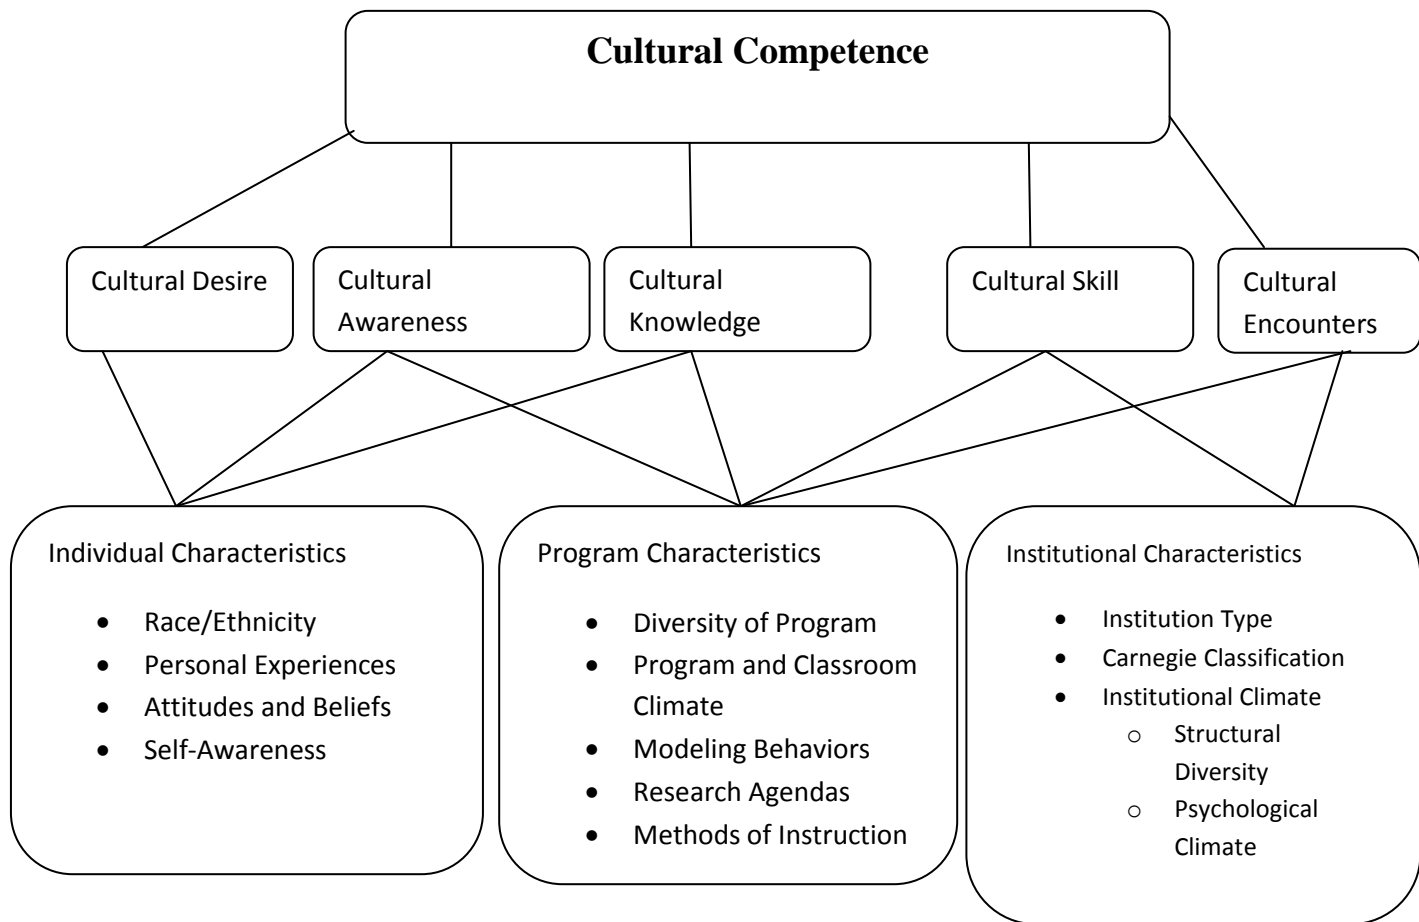 Cultural Competence
Cultural Desire
Cultural
Awareness
Cultural
Knowledge
Cultural Skill
Cultural
Encounters
Individual Characteristics
• Race/Ethnicity
• Personal Experiences
• Attitudes and Beliefs
• Self-Awareness
Program Characteristics
• Diversity of Program
• Program and Classroom
Climate
• Modeling Behaviors
• Research Agendas
• Methods of Instruction
Institutional Characteristics
• Institution Type
• Carnegie Classification
• Institutional Climate
o Structural
Diversity
o Psychological
Climate